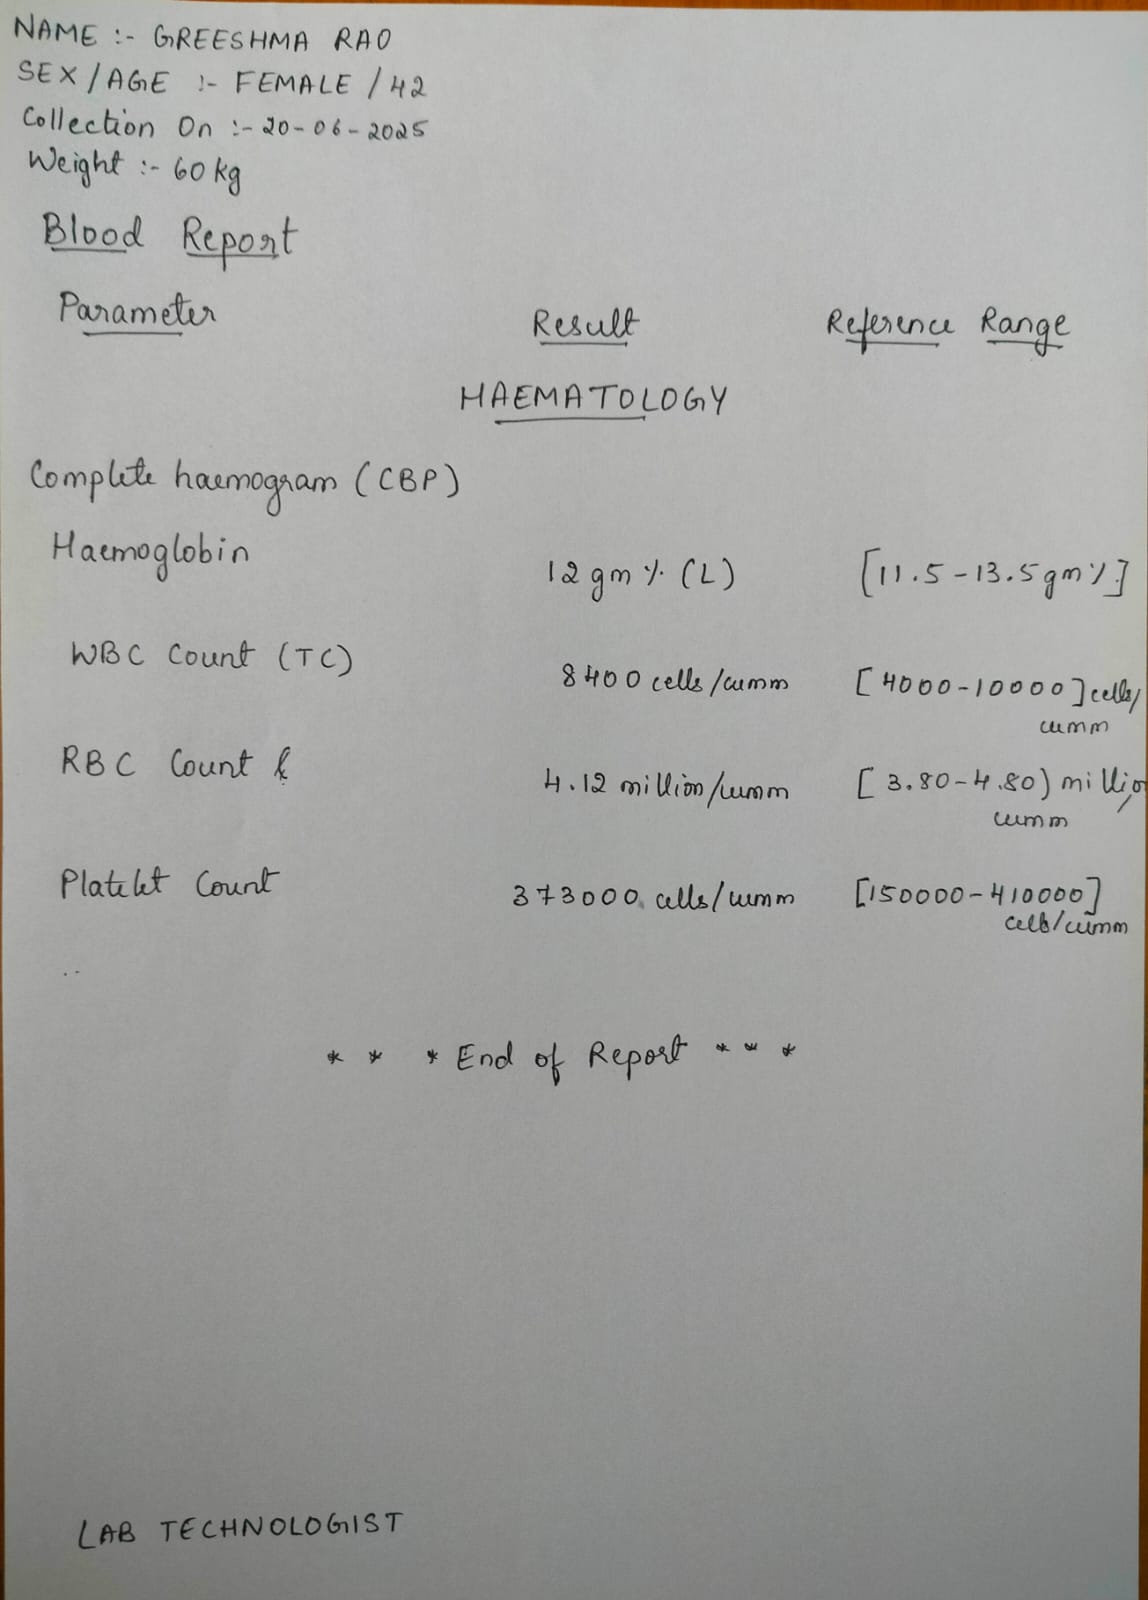 NAME :- GREESHMA RAO
SEX/AGE :- FEMALE / 42
Collection On :- 20-06-2025
Weight :- 60 kg
Blood Report
Parameter Result Reference Range
HAEMATOLOGY
Complete haemogram (CBP)
Haemoglobin 12 gm % (L) [11.5-13.5 gm %]
WBC Count (TC) 8400 cells/cumm [4000-10000] cells/
cumm
RBC Count 4.12 million/cumm [3.80-4.80) million/
cumm
Platelet Count 373000 cells/cumm [150000-410000]
cells/cumm
* * * End of Report * * *
LAB TECHNOLOGIST